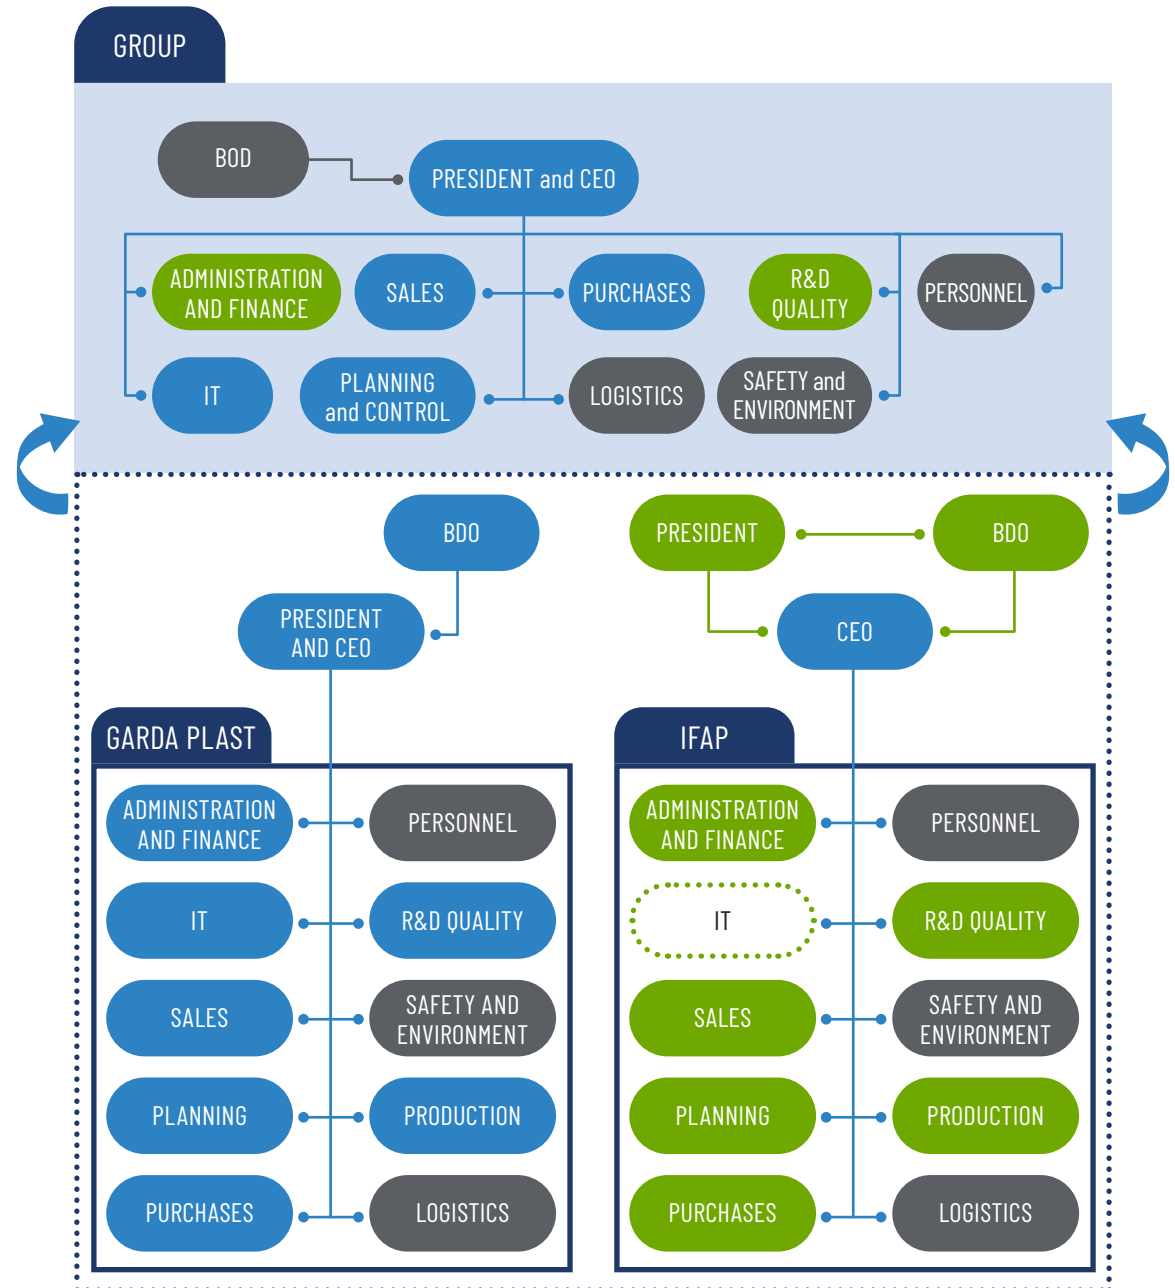 GROUP
BOD
PRESIDENT and CEO
ADMINISTRATION
AND FINANCE
SALES
PURCHASES
R&D
QUALITY
PERSONNEL
IT
PLANNING
and CONTROL
LOGISTICS
SAFETY and
ENVIRONMENT
BDO
PRESIDENT
BDO
PRESIDENT
AND CEO
CEO
GARDA PLAST
ADMINISTRATION
AND FINANCE
PERSONNEL
IT
R&D QUALITY
SALES
SAFETY AND
ENVIRONMENT
PLANNING
PRODUCTION
PURCHASES
LOGISTICS
IFAP
ADMINISTRATION
AND FINANCE
PERSONNEL
IT
R&D QUALITY
SALES
SAFETY AND
ENVIRONMENT
PLANNING
PRODUCTION
PURCHASES
LOGISTICS